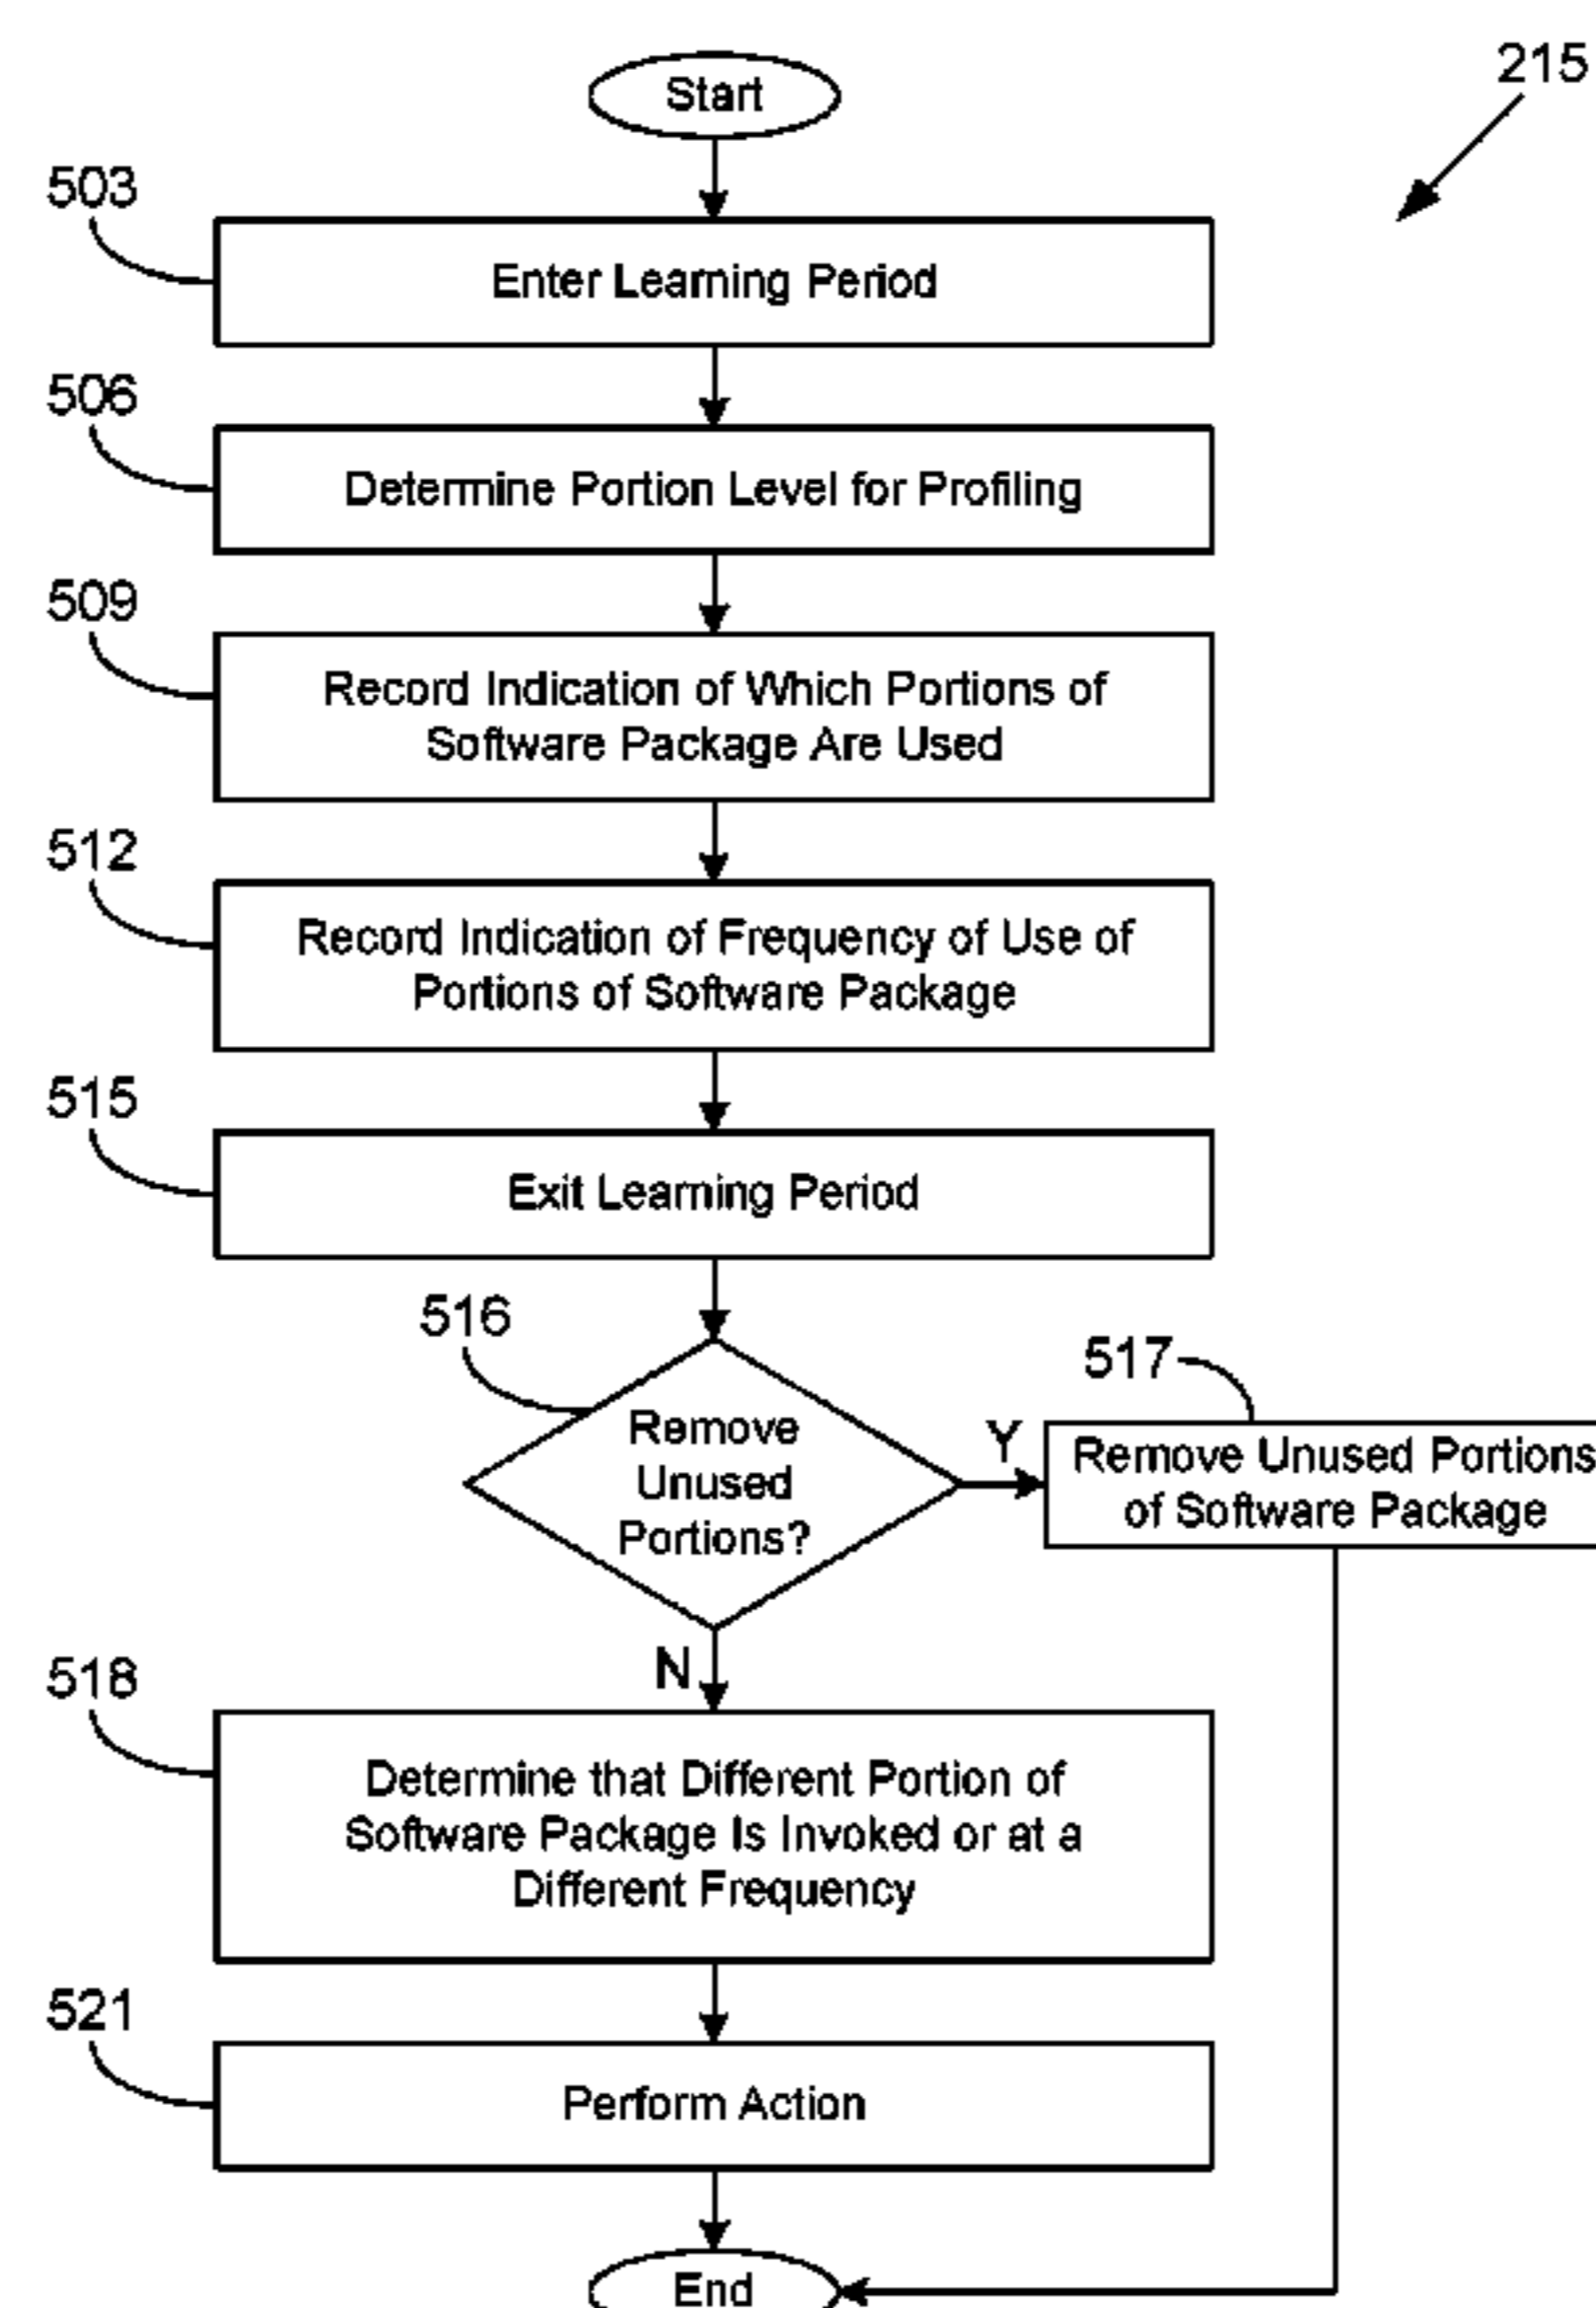 Start
215
503
Enter Learning Period
506
Determine Portion Level for Profiling
509
Record Indication of Which Portions of
Software Package Are Used
512
Record Indication of Frequency of Use of
Portions of Software Package
515
Exit Learning Period
516
Remove
Unused
Portions?
Y
517
Remove Unused Portions
of Software Package
N
518
Determine that Different Portion of
Software Package Is Invoked or at a
Different Frequency
521
Perform Action
End